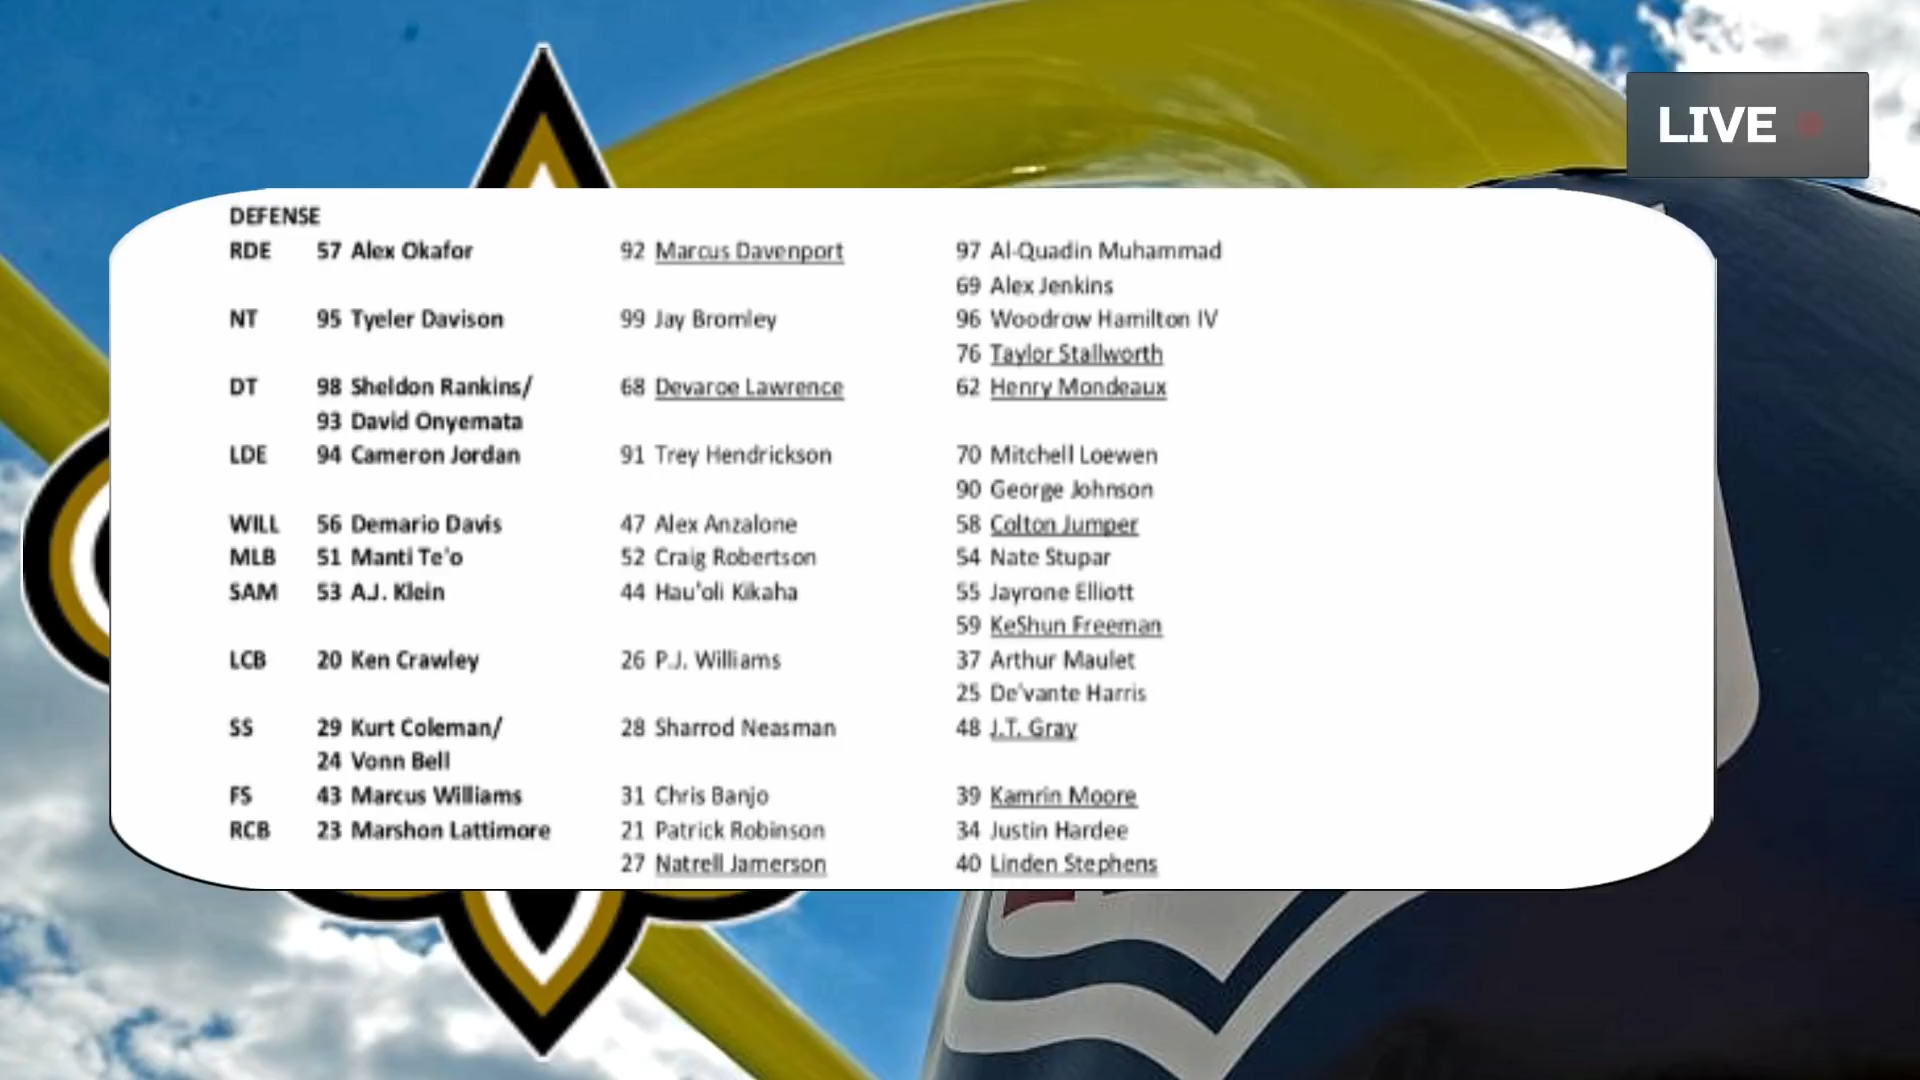 LIVE
DEFENSE
RDE 57 Alex Okafor 92 Marcus Davenport 97 Al-Quadin Muhammad
69 Alex Jenkins
NT 95 Tyeler Davison 99 Jay Bromley 96 Woodrow Hamilton IV
76 Taylor Stallworth
DT 98 Sheldon Rankins/ 68 Devaroe Lawrence 62 Henry Mondeaux
93 David Onyemata
LDE 94 Cameron Jordan 91 Trey Hendrickson 70 Mitchell Loewen
90 George Johnson
WILL 56 Demario Davis 47 Alex Anzalone 58 Colton Jumper
MLB 51 Manti Te'o 52 Craig Robertson 54 Nate Stupar
SAM 53 A.J. Klein 44 Hau'oli Kikaha 55 Jayrone Elliott
59 KeShun Freeman
LCB 20 Ken Crawley 26 P.J. Williams 37 Arthur Maulet
25 De'vante Harris
SS 29 Kurt Coleman/ 28 Sharrod Neasman 48 J.T. Gray
24 Vonn Bell
FS 43 Marcus Williams 31 Chris Banjo 39 Kamrin Moore
RCB 23 Marshon Lattimore 21 Patrick Robinson 34 Justin Hardee
27 Natrell Jamerson 40 Linden Stephens